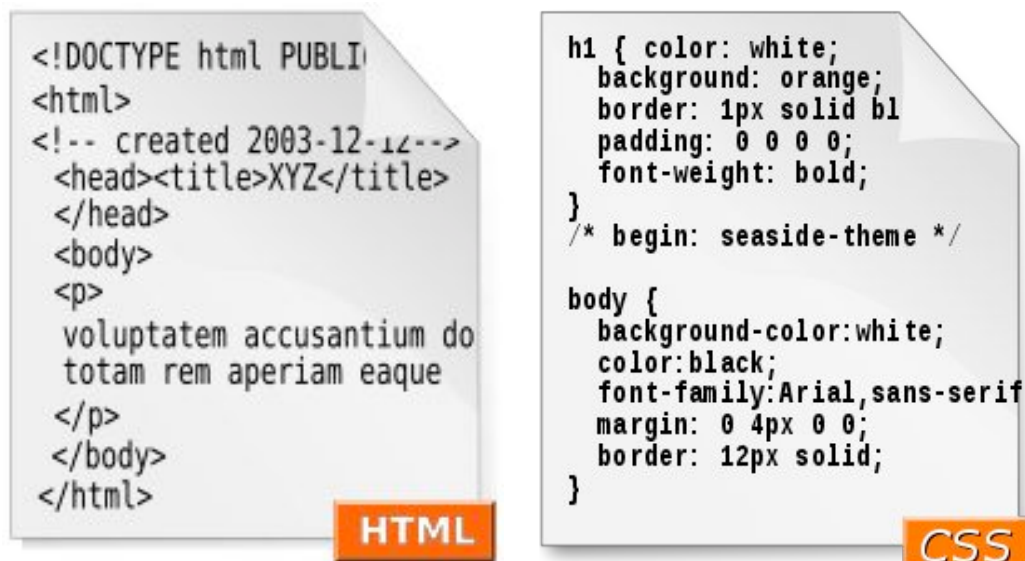 <!DOCTYPE html PUBLIC
<html>
<!-- created 2003-12-12-->
<head><title>XYZ</title>
</head>
<body>
<p>
voluptatem accusantium do
totam rem aperiam eaque
</p>
</body>
</html>
HTML
h1 { color: white;
background: orange;
border: 1px solid bl
padding: 0 0 0 0;
font-weight: bold;
}
/* begin: seaside-theme */
body {
background-color:white;
color:black;
font-family:Arial,sans-serif
margin: 0 4px 0 0;
border: 12px solid;
}
CSS